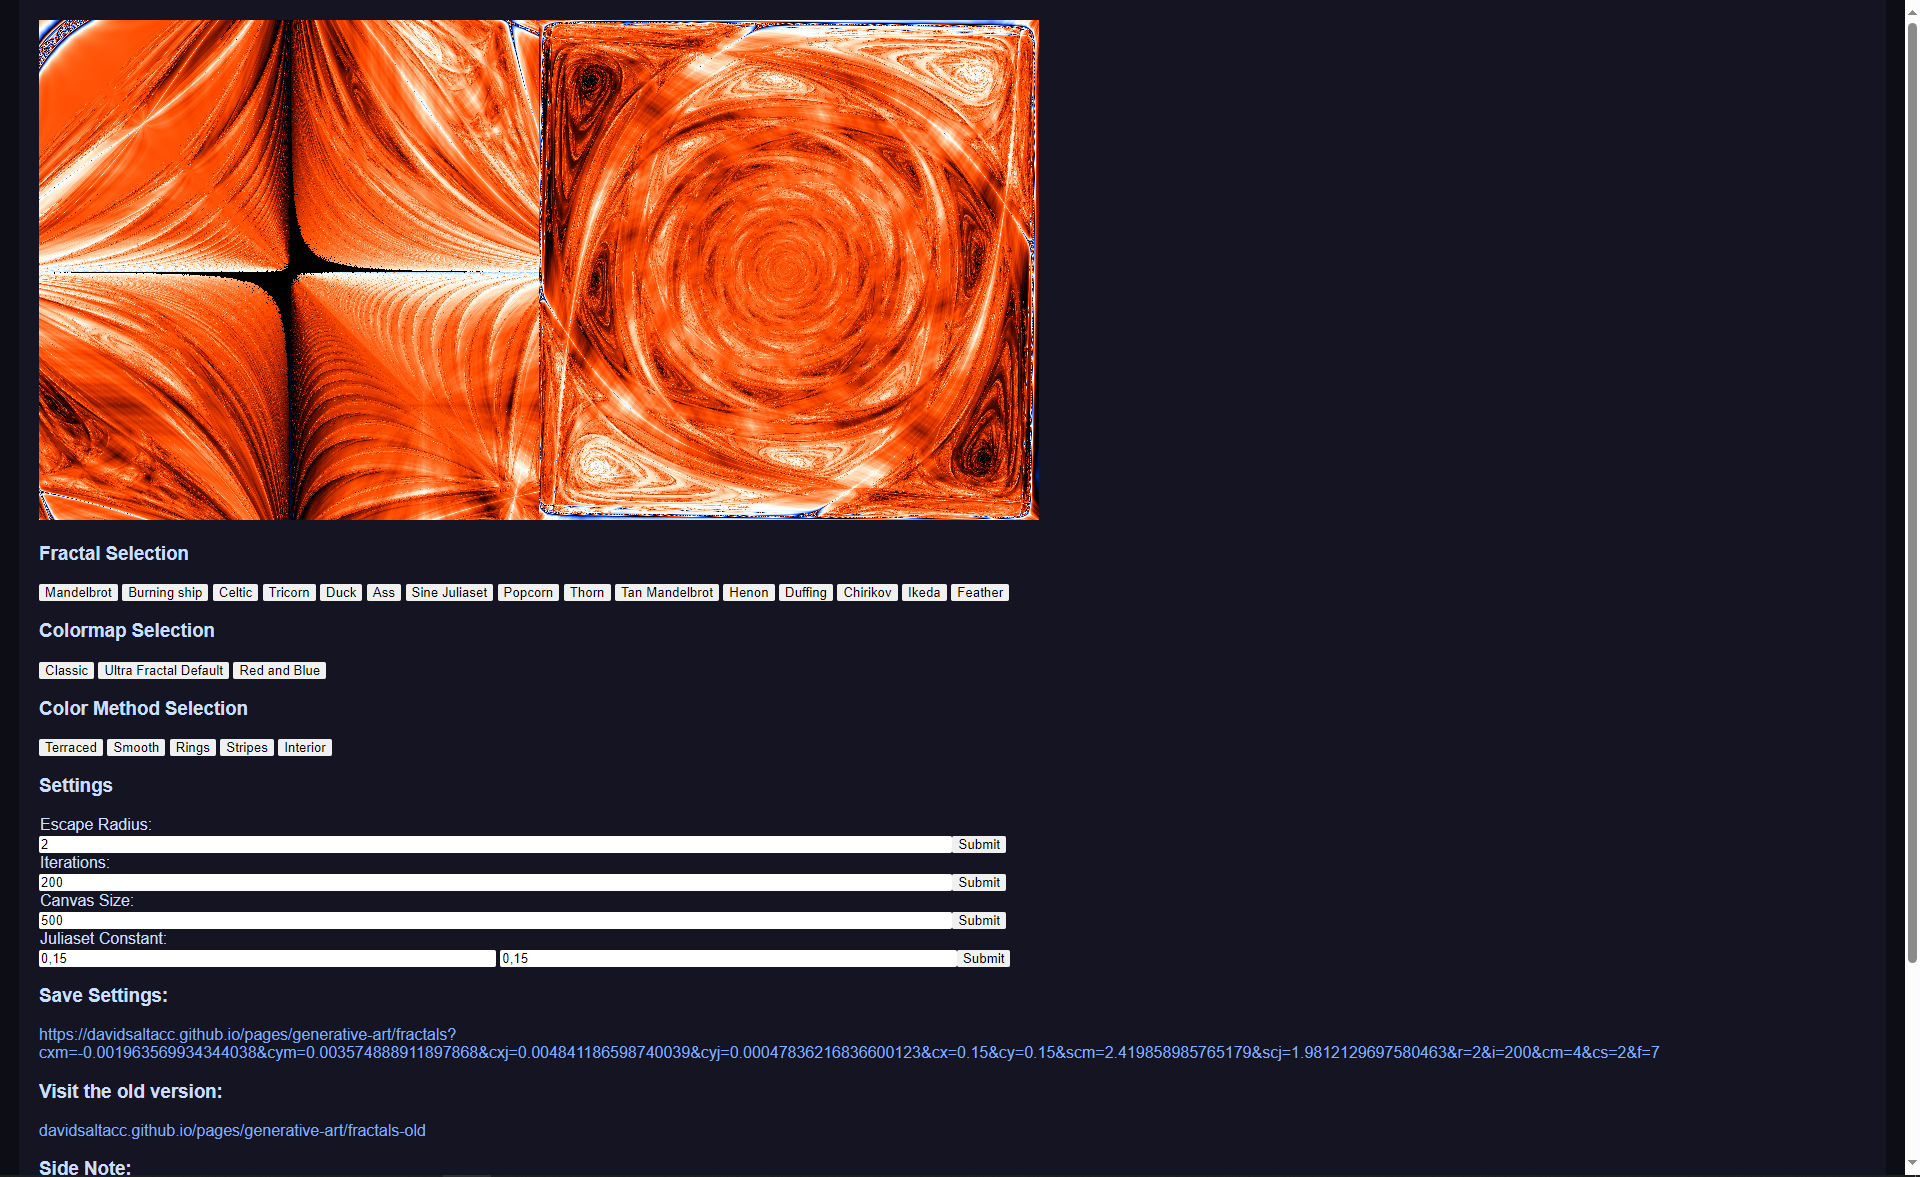 Fractal Selection
Mandelbrot Burning ship Celtic Tricorn Duck Ass Sine Juliaset Popcorn Thorn Tan Mandelbrot Henon Duffing Chirikov Ikeda Feather
Colormap Selection
Classic Ultra Fractal Default Red and Blue
Color Method Selection
Terraced Smooth Rings Stripes Interior
Settings
Escape Radius:
2 Submit
Iterations:
200 Submit
Canvas Size:
500 Submit
Juliaset Constant:
0,15 0,15 Submit
Save Settings:
https://davidsaltacc.github.io/pages/generative-art/fractals?
cxm=-0.001963569934344038&cym=0.003574888911897868&cxj=0.004841186598740039&cyj=0.00047836216836600123&cx=0.15&cy=0.15&scm=2.419858985765179&scj=1.9812129697580463&r=2&i=200&cm=4&cs=2&f=7
Visit the old version:
davidsaltacc.github.io/pages/generative-art/fractals-old
Side Note: